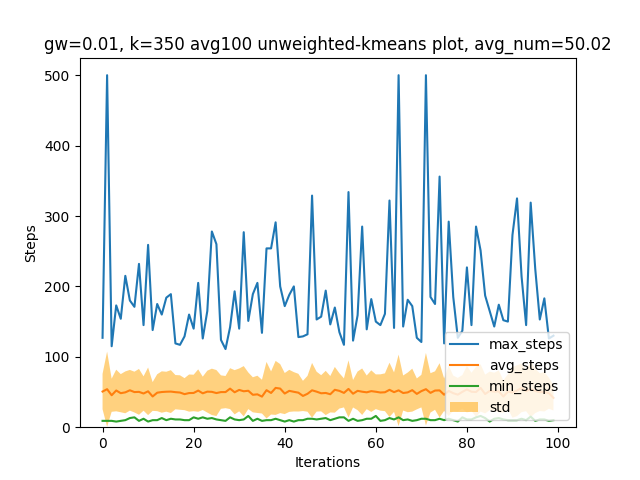 gw=0.01, k=350 avg100 unweighted-kmeans plot, avg_num=50.02
500
400
300
200
100
0
Steps
0
20
40
60
80
100
Iterations
max_steps
avg_steps
min_steps
std